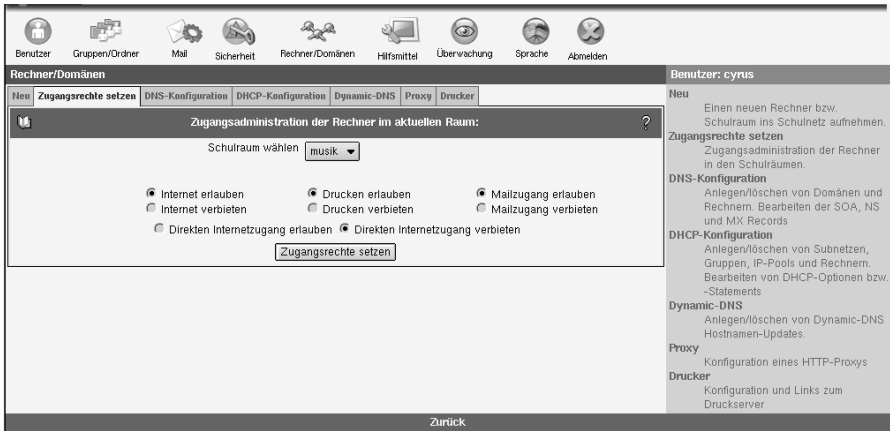 Benutzer Gruppen/Ordner Mail Sicherheit Rechner/Domänen Hilfsmittel Überwachung Sprache Abmelden
Rechner/Domänen
Neu Zugangsrechte setzen DNS-Konfiguration DHCP-Konfiguration Dynamic-DNS Proxy Drucker
Zugangsadministration der Rechner im aktuellen Raum: ?
Schulraum wählen musik
Internet erlauben Drucken erlauben Mailzugang erlauben
Internet verbieten Drucken verbieten Mailzugang verbieten
Direkten Internetzugang erlauben Direkten Internetzugang verbieten
Zugangsrechte setzen
Benutzer: cyrus
Neu
Einen neuen Rechner bzw.
Schulraum ins Schulnetz aufnehmen.
Zugangsrechte setzen
Zugangsadministration der Rechner
in den Schulräumen.
DNS-Konfiguration
Anlegen/löschen von Domänen und
Rechnern. Bearbeiten der SOA, NS
und MX Records
DHCP-Konfiguration
Anlegen/löschen von Subnetzen,
Gruppen, IP-Pools und Rechnern.
Bearbeiten von DHCP-Optionen bzw.
-Statements
Dynamic-DNS
Anlegen/löschen von Dynamic-DNS
Hostnamen-Updates.
Proxy
Konfiguration eines HTTP-Proxys
Drucker
Konfiguration und Links zum
Druckserver
Zurück